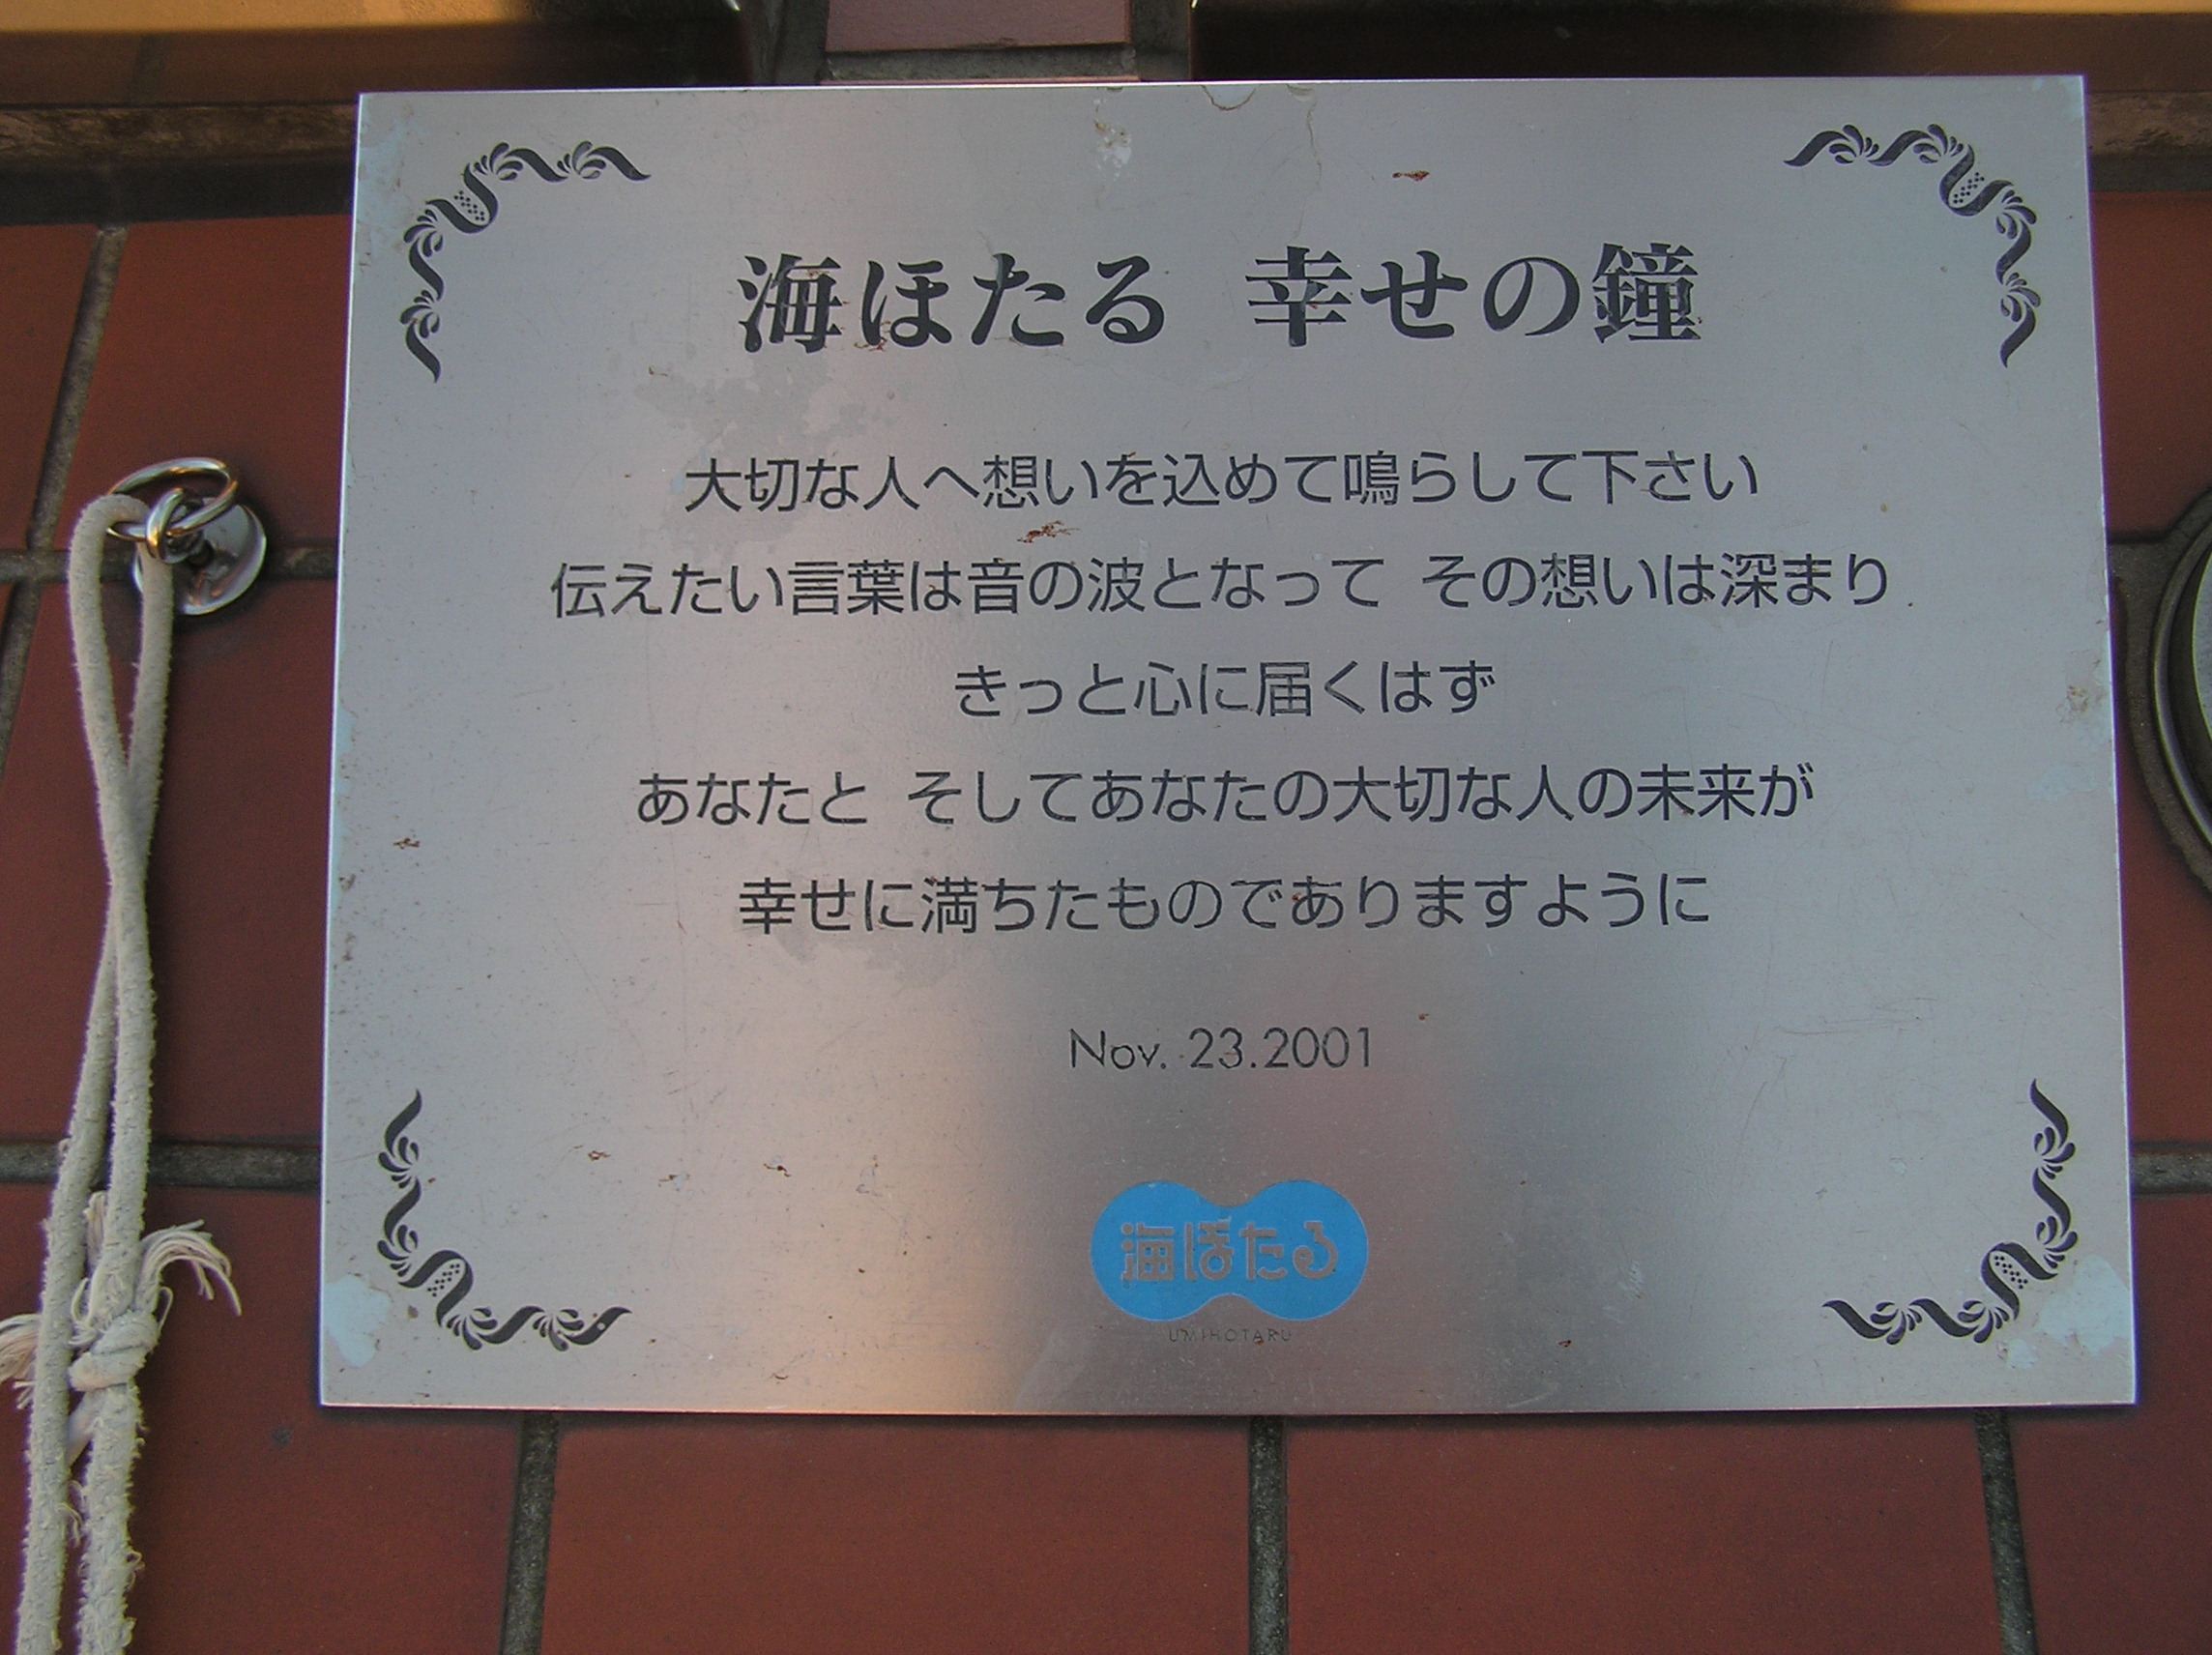 海ほたる 幸せの鐘
大切な人へ想いを込めて鳴らして下さい
伝えたい言葉は音の波となって その想いは深まり
きっと心に届くはず
あなたと そしてあなたの大切な人の未来が
幸せに満ちたものでありますように
Nov. 23.2001
海ほたる
UMIHOTARU